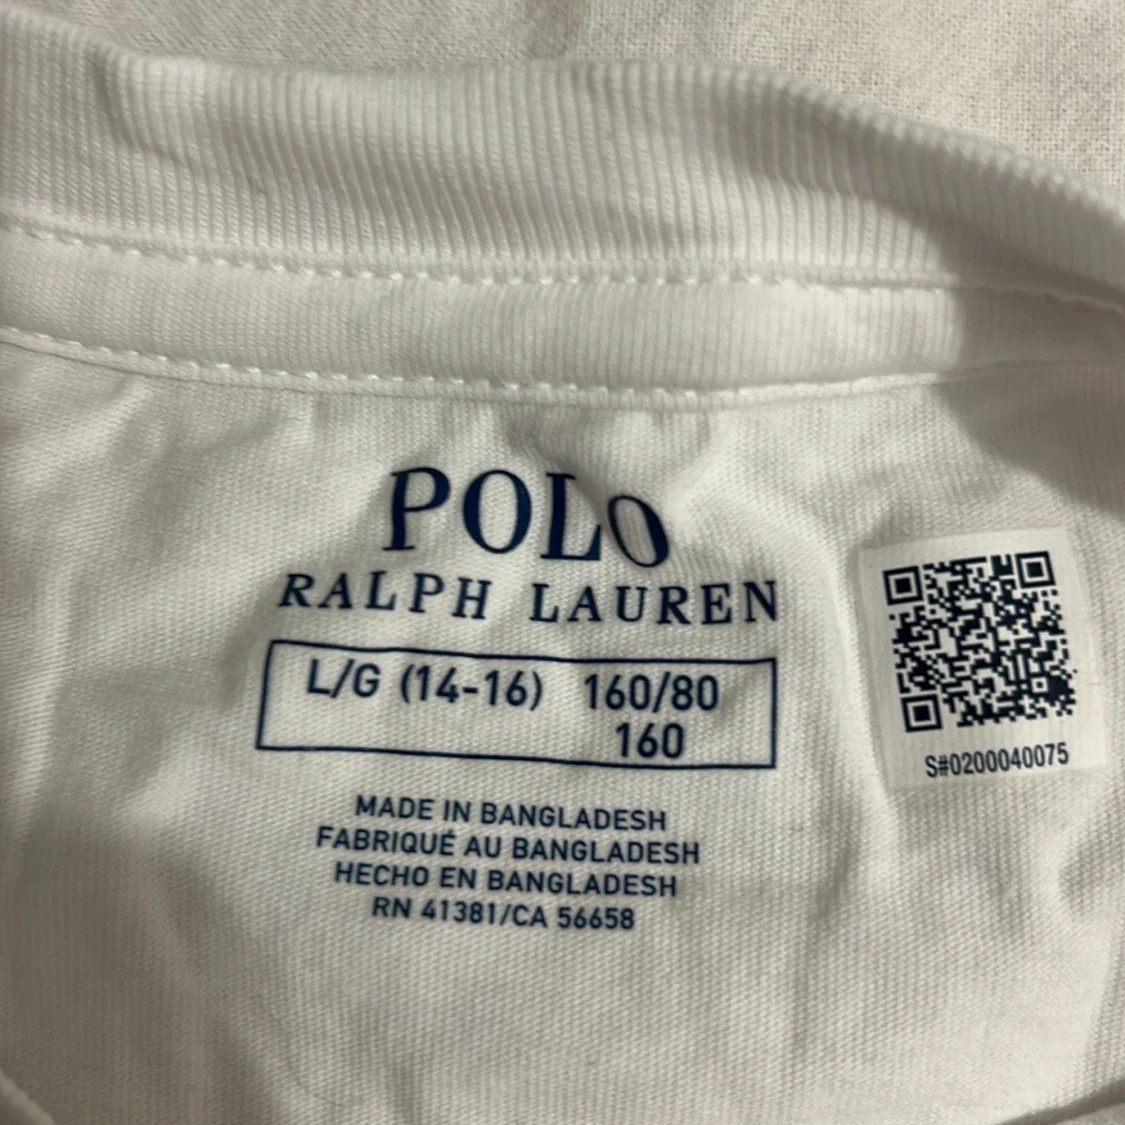 POLO
RALPH LAUREN
L/G (14-16) 160/80
160
MADE IN BANGLADESH
FABRIQUÉ AU BANGLADESH
HECHO EN BANGLADESH
RN 41381/CA 56658
S#0200040075